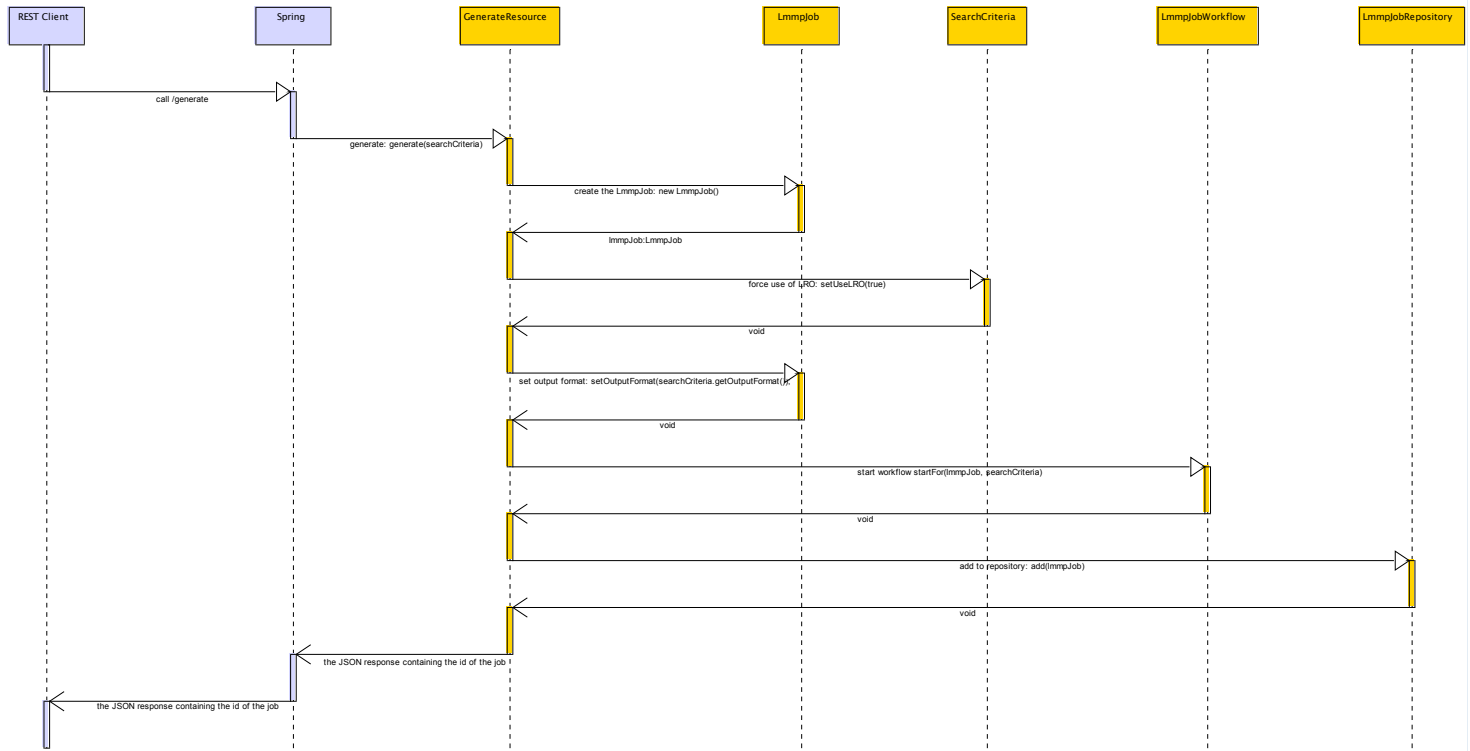 REST Client
Spring
GenerateResource
LmmpJob
SearchCriteria
LmmpJobWorkflow
LmmpJobRepository
call /generate
generate: generate(searchCriteria)
create the LmmpJob: new LmmpJob()
lmmpJob:LmmpJob
force use of LRO: setUseLRO(true)
void
set output format: setOutputFormat(searchCriteria.getOutputFormat());
void
start workflow startFor(lmmpJob, searchCriteria)
void
add to repository: add(lmmpJob)
void
the JSON response containing the id of the job
the JSON response containing the id of the job